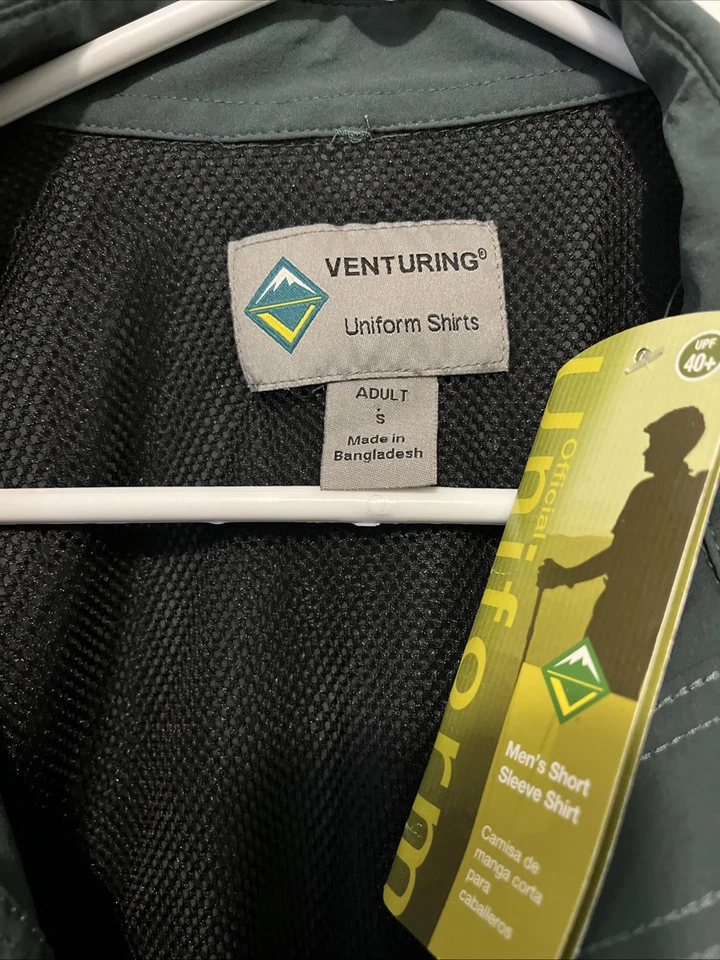 VENTURING®
Uniform Shirts
ADULT
S
Made in
Bangladesh
UPF
40+
Official
Uniform
Men's Short
Sleeve Shirt
Camisa de
manga corta
para
caballeros